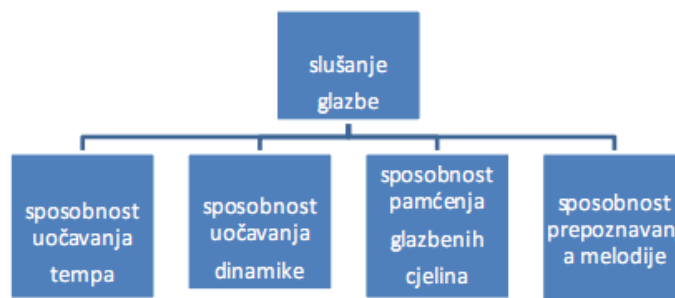 slušanje
glazbe
sposobnost
uočavanja
tempa
sposobnost
uočavanja
dinamike
sposobnost
pamćenja
glazbenih
cjelina
sposobnost
prepoznavan
a melodije